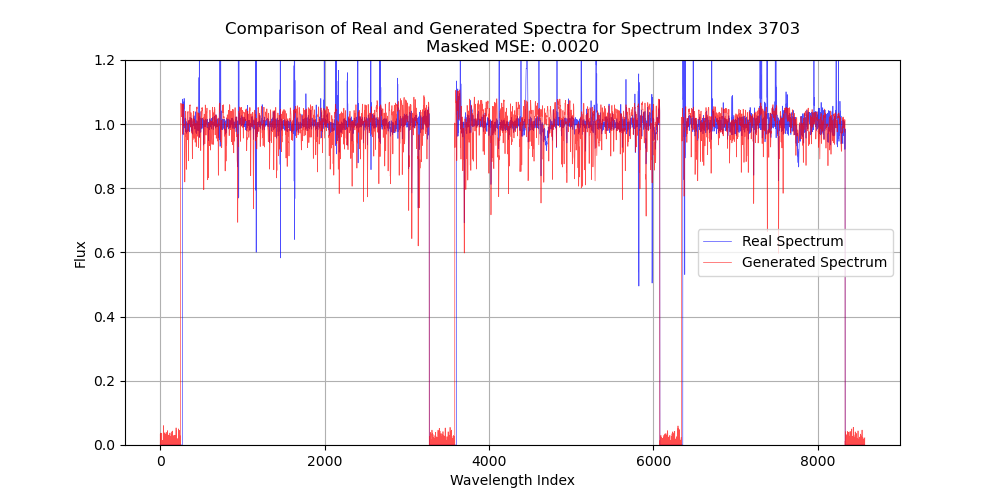 Comparison of Real and Generated Spectra for Spectrum Index 3703
Masked MSE: 0.0020
1.2
1.0
0.8
0.6
0.4
0.2
0.0
Flux
Real Spectrum
Generated Spectrum
0 2000 4000 6000 8000
Wavelength Index